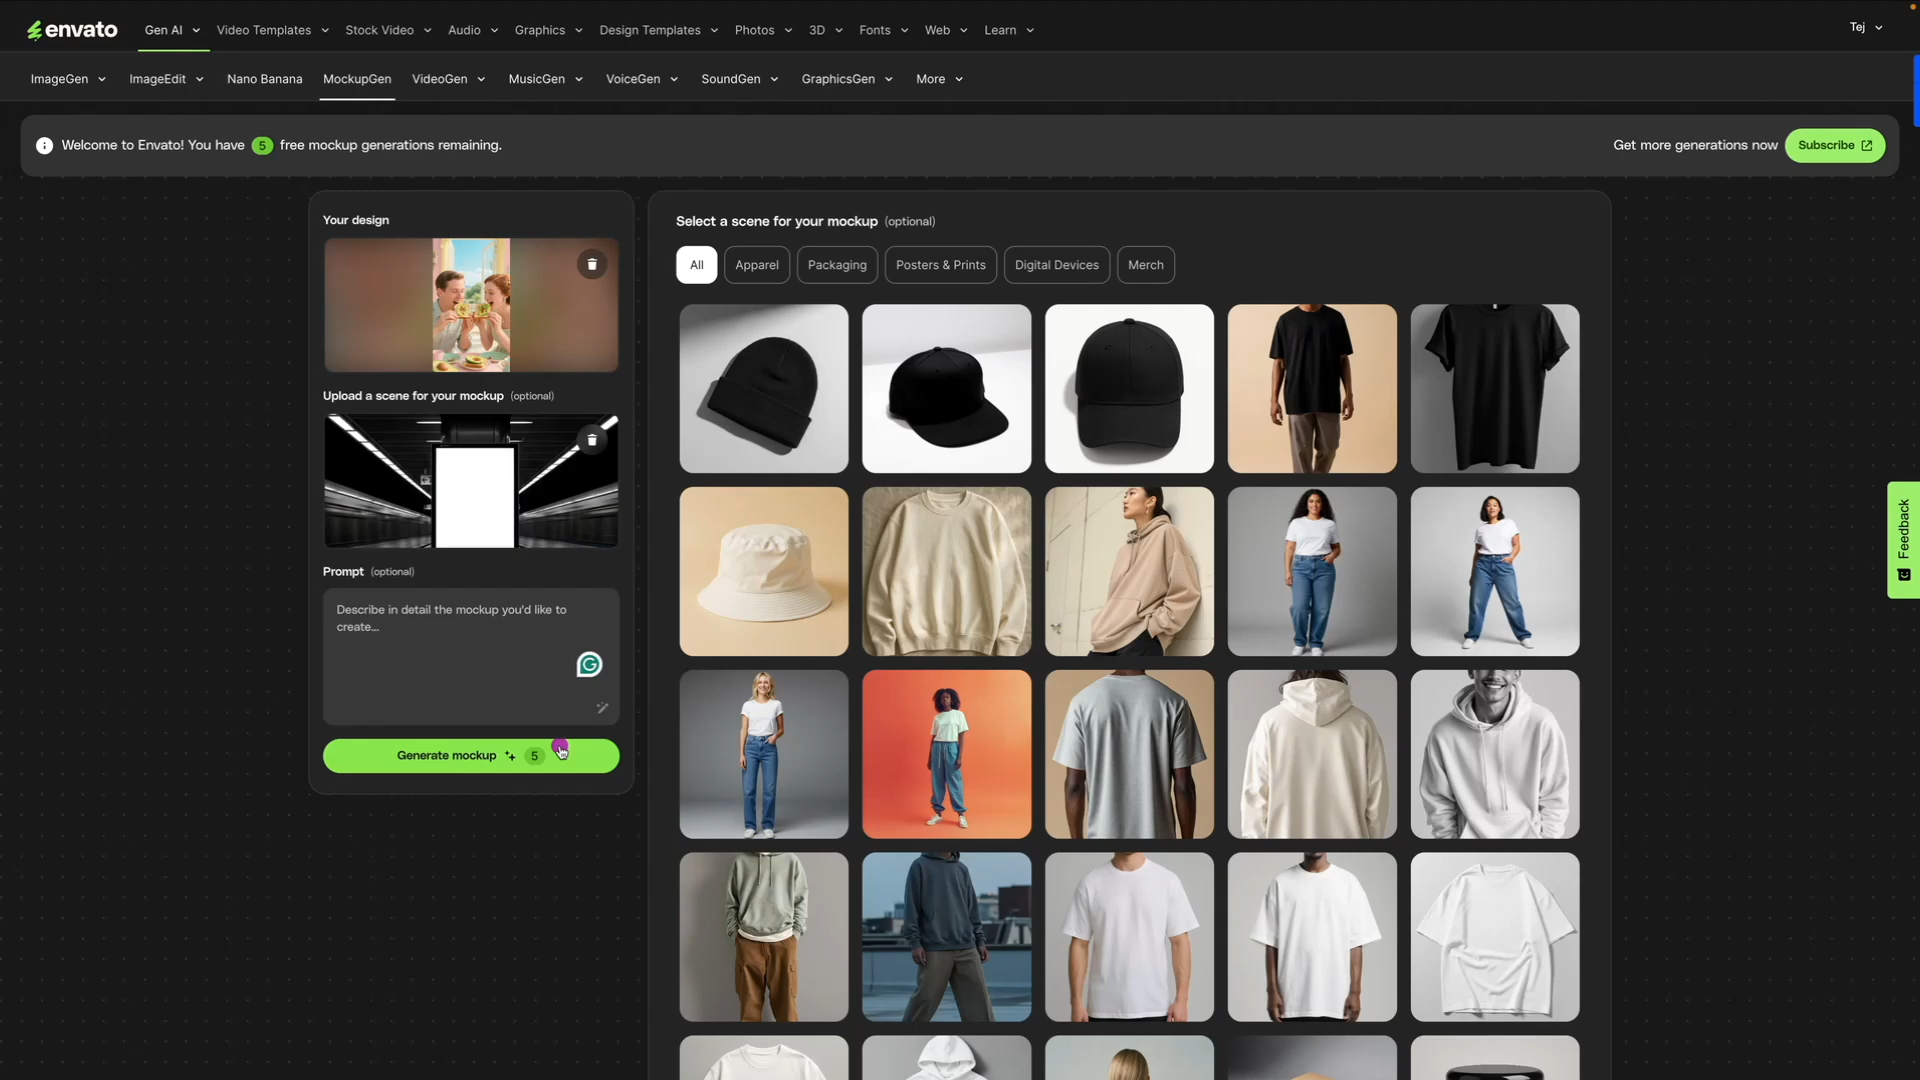 envato
Gen AI
Video Templates
Stock Video
Audio
Graphics
Design Templates
Photos
3D
Fonts
Web
Learn
Tej
ImageGen
ImageEdit
Nano Banana
MockupGen
VideoGen
MusicGen
VoiceGen
SoundGen
GraphicsGen
More
Welcome to Envato! You have 5 free mockup generations remaining.
Get more generations now
Subscribe
Your design
Upload a scene for your mockup (optional)
Prompt (optional)
Describe in detail the mockup you'd like to
create...
Generate mockup 5
Select a scene for your mockup (optional)
All
Apparel
Packaging
Posters & Prints
Digital Devices
Merch
Feedback